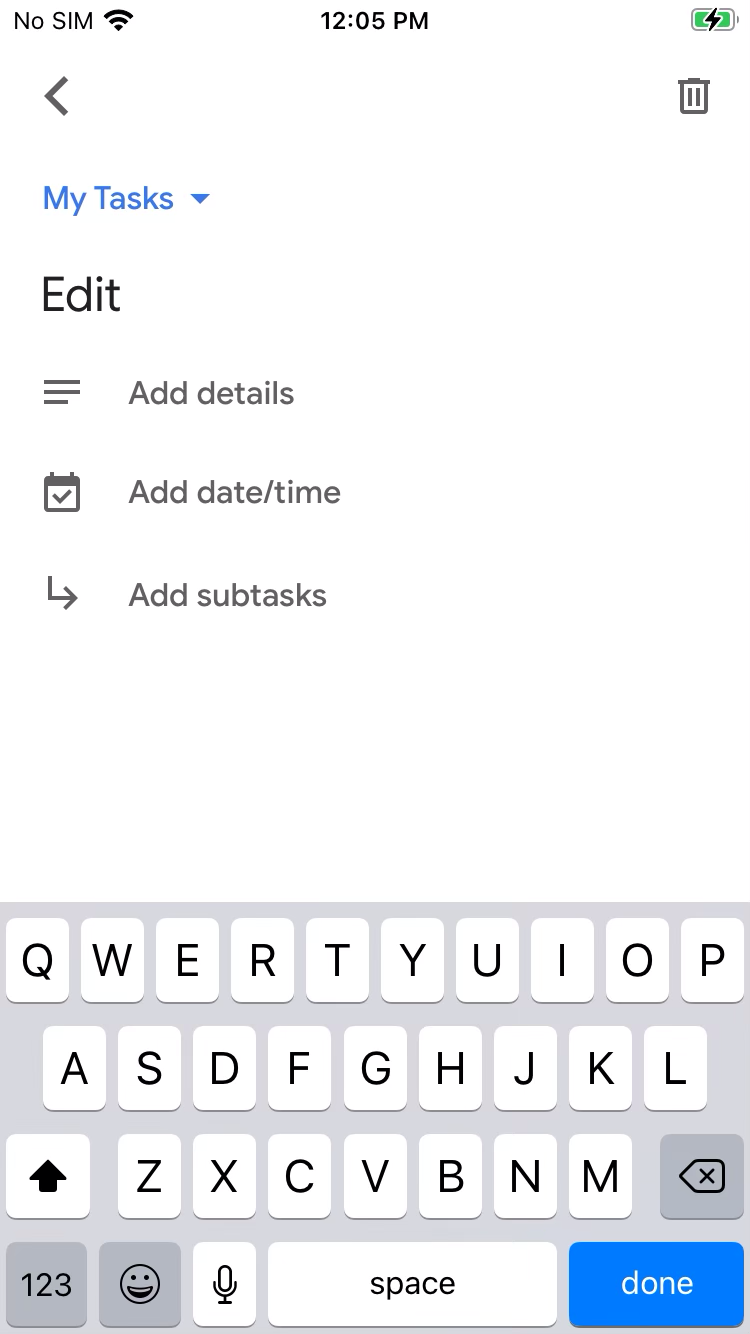 No SIM 12:05 PM
My Tasks
Edit
Add details
Add date/time
Add subtasks
Q W E R T Y U I O P
A S D F G H J K L
Z X C V B N M
123 space done